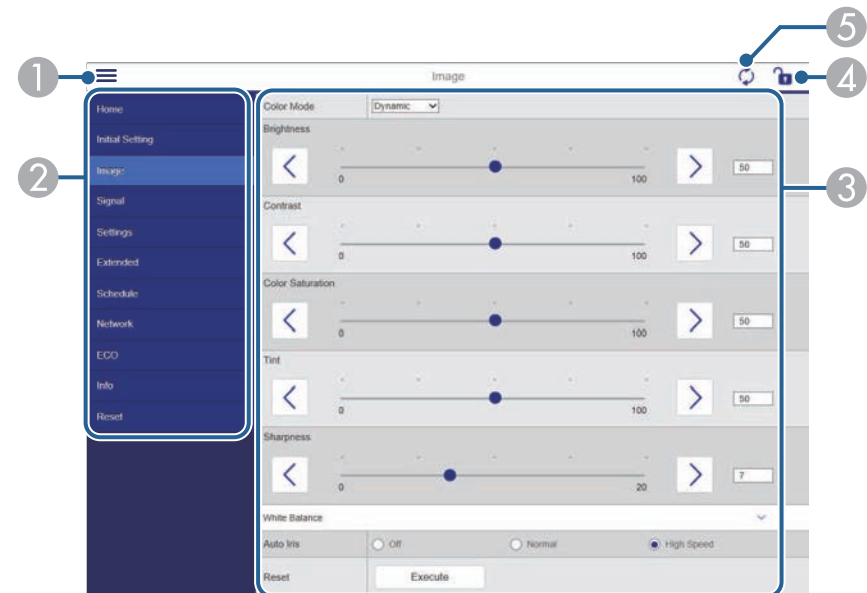 5
1
Image
4
Home
Initial Setting
Image
Signal
Settings
Extended
Schedule
Network
ECO
Info
Reset
2
Color Mode Dynamic
Brightness
0 100 50
Contrast
0 100 50
Color Saturation
0 100 50
Tint
0 100 50
Sharpness
0 20 7
White Balance
Auto Iris Off Normal High Speed
Reset Execute
3